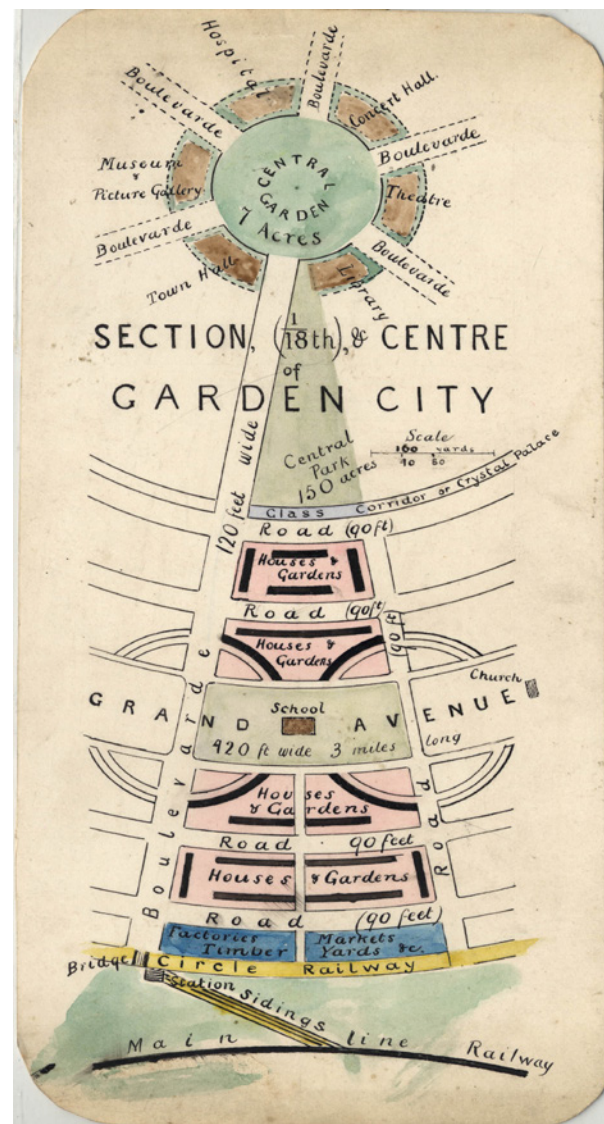 Hospital
Boulevarde
Concert Hall.
Boulevarde
Boulevarde
Museum
& Picture Gallery
CENTRAL
GARDEN
7 Acres
Theatre
Boulevarde
Town Hall
Library
Boulevarde
SECTION, (1/18th), & CENTRE
of
GARDEN CITY
Scale
160 yards
10 80
Central
Park
150 acres
Glass Corridor or Crystal Palace
120 feet wide
Road (90ft)
Houses &
Gardens
Road (90ft)
90ft
Houses &
Gardens
Church
School
GRAND AVENUE
420 ft wide 3 miles long
Houses
& Gardens
Road 90 feet
Houses & Gardens
Road
Boulevarde
Road (90 feet)
Factories
Timber
Markets
Yards &c.
Bridge
Circle Railway
Station
Sidings
Main line Railway